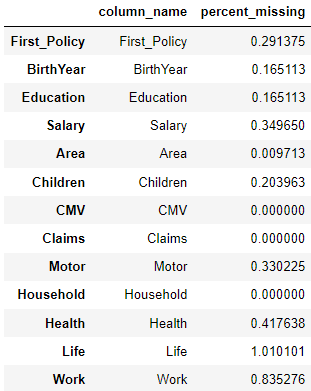 column_name percent_missing
First_Policy First_Policy 0.291375
BirthYear BirthYear 0.165113
Education Education 0.165113
Salary Salary 0.349650
Area Area 0.009713
Children Children 0.203963
CMV CMV 0.000000
Claims Claims 0.000000
Motor Motor 0.330225
Household Household 0.000000
Health Health 0.417638
Life Life 1.010101
Work Work 0.835276